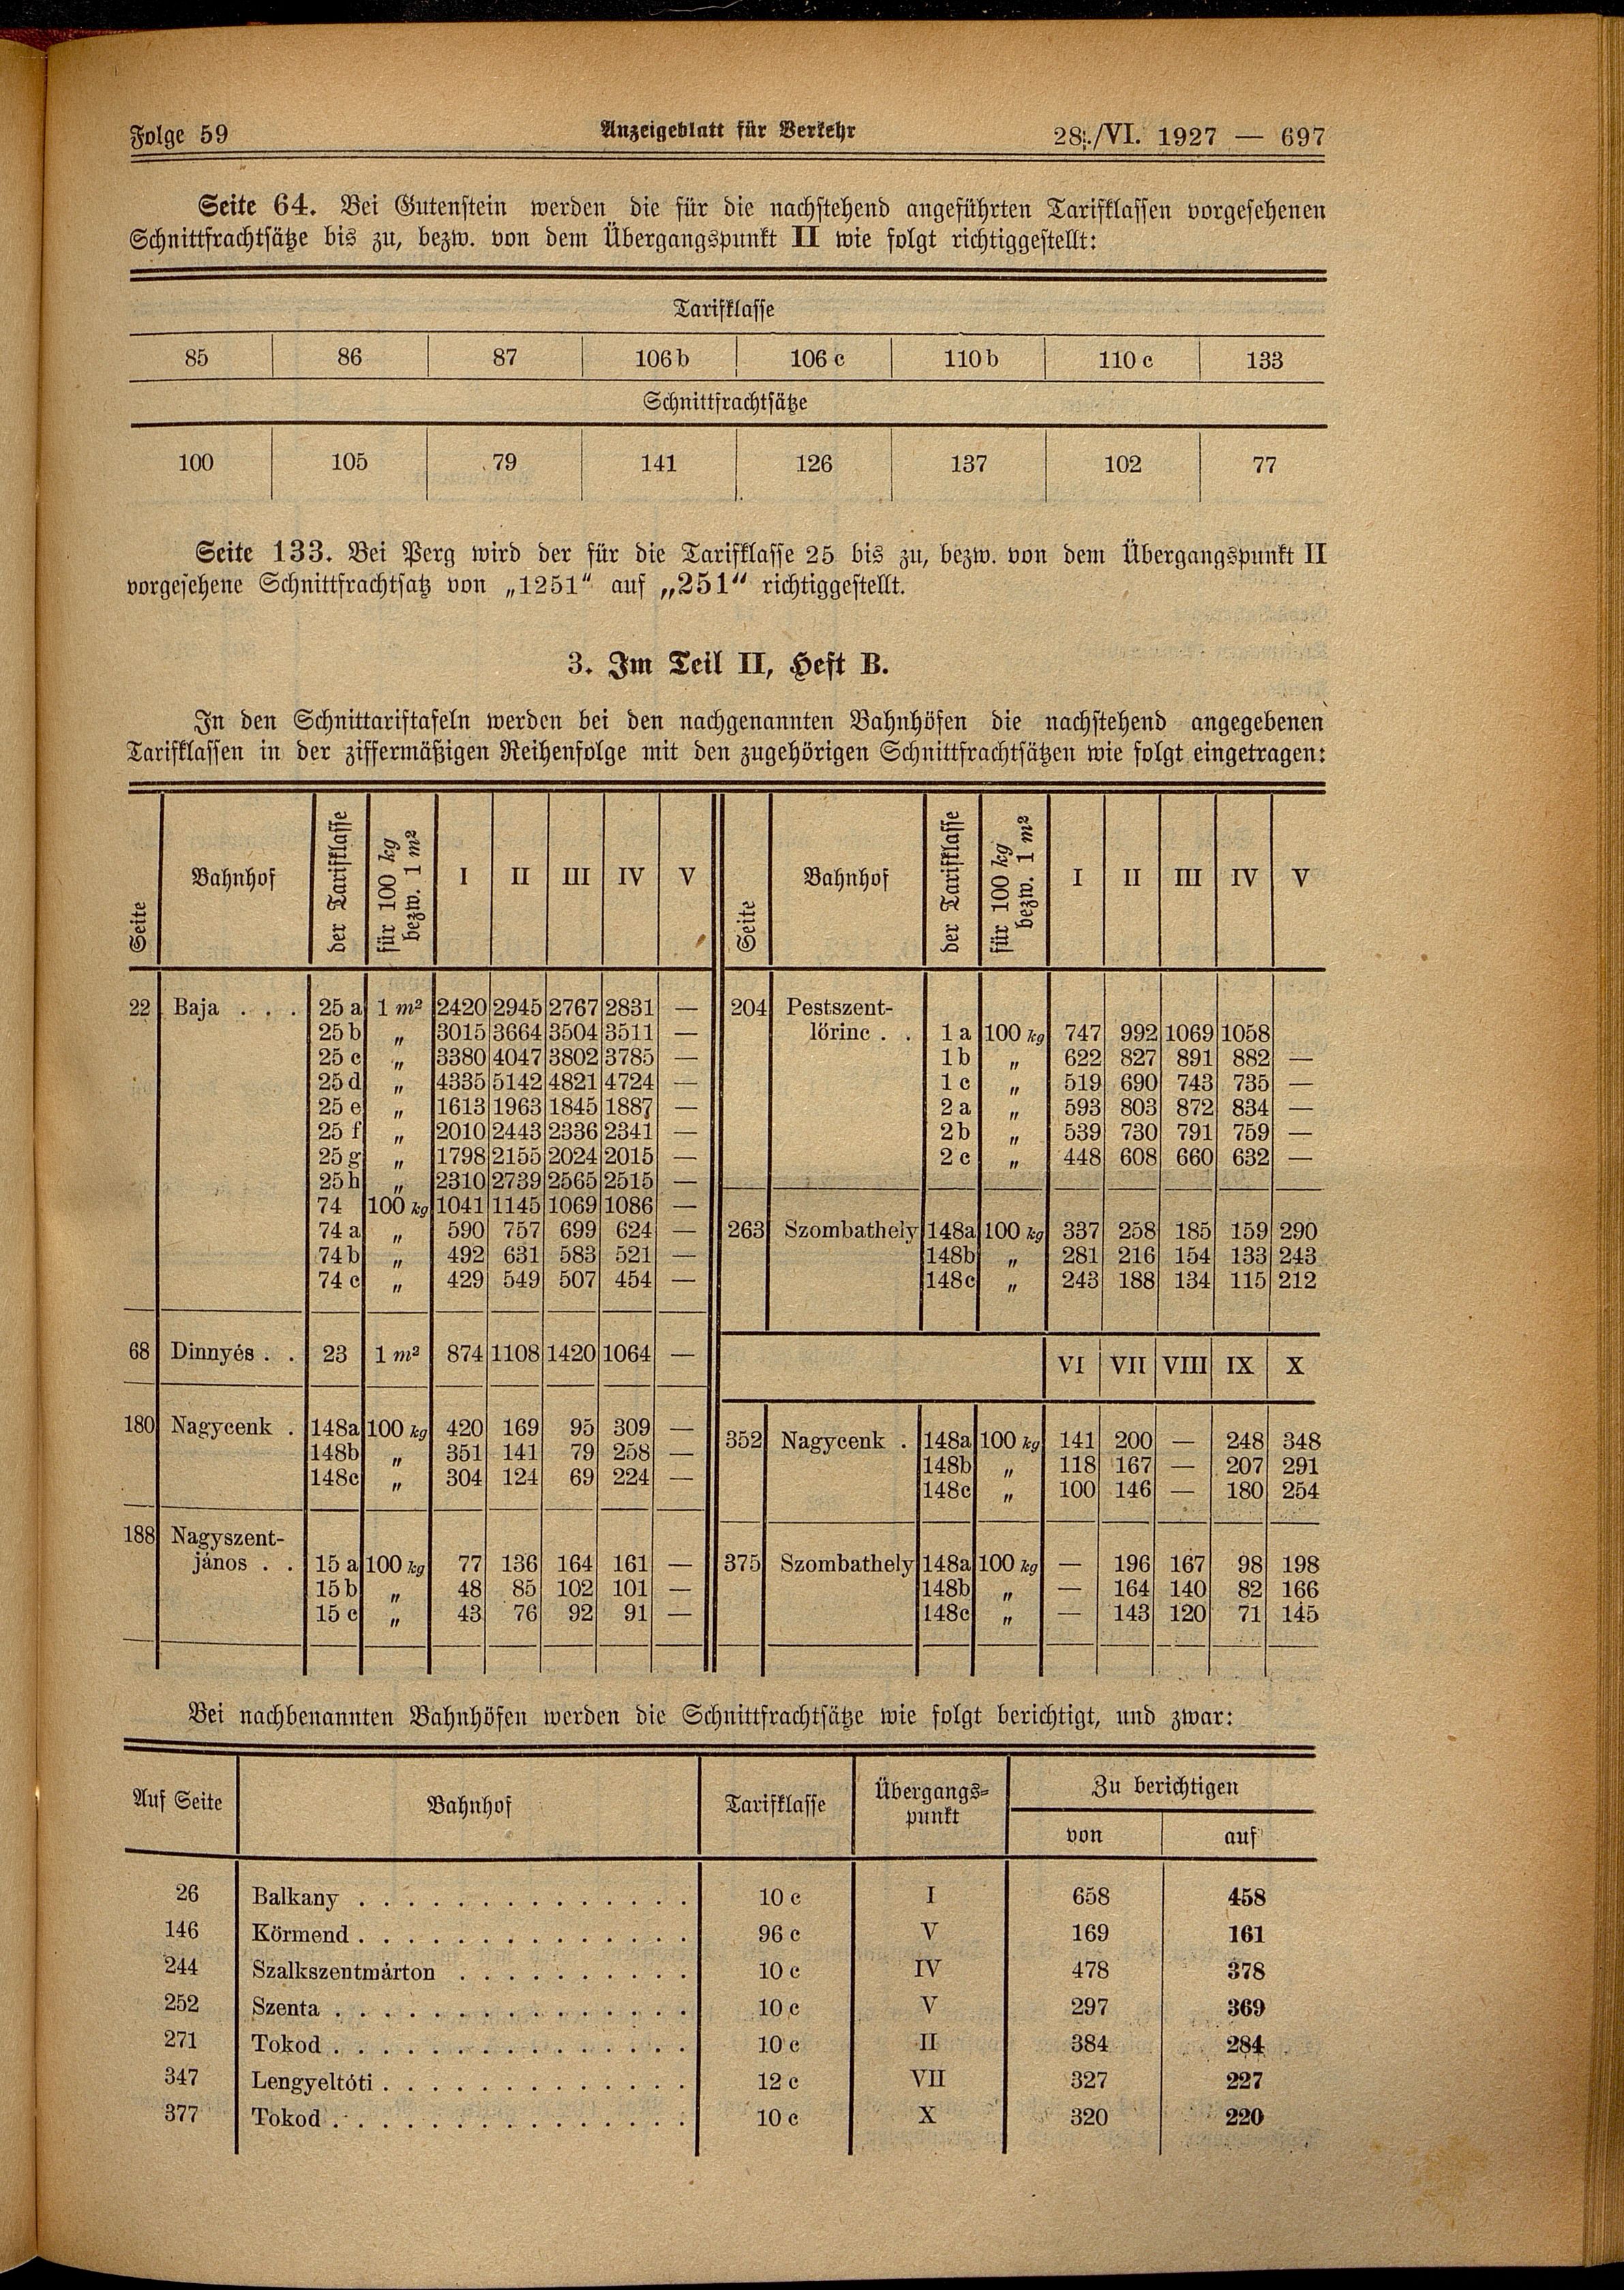 Folge 59 Anzeigeblatt für Verkehr 28./VI. 1927 — 697
Seite 64. Bei Gutenstein werden die für die nachstehend angeführten Tarifklassen vorgesehenen
Schnittfrachtsätze bis zu, bezw. von dem Übergangspunkt II wie folgt richtiggestellt:
Tarifklasse
85 86 87 106 b 106 c 110 b 110 c 133
Schnittfrachtsätze
100 105 79 141 126 137 102 77
Seite 133. Bei Perg wird der für die Tarifklasse 25 bis zu, bezw. von dem Übergangspunkt II
vorgesehene Schnittfrachtsatz von „1251“ auf „251“ richtiggestellt.
3. Im Teil II, Heft B.
In den Schnittariftafeln werden bei den nachgenannten Bahnhöfen die nachstehend angegebenen
Tarifklassen in der ziffermäßigen Reihenfolge mit den zugehörigen Schnittfrachtsätzen wie folgt eingetragen:
Seite Bahnhof der Tarifklasse für 100 kg bezw. 1 m² I II III IV V
22 Baja . . . 25 a 1 m² 2420 2945 2767 2831 —
25 b „ 3015 3664 3504 3511 —
25 c „ 3380 4047 3802 3785 —
25 d „ 4335 5142 4821 4724 —
25 e „ 1613 1963 1845 1887 —
25 f „ 2010 2443 2336 2341 —
25 g „ 1798 2155 2024 2015 —
25 h „ 2310 2739 2565 2515 —
74 100 kg 1041 1145 1069 1086 —
74 a „ 590 757 699 624 —
74 b „ 492 631 583 521 —
74 c „ 429 549 507 454 —
68 Dinnyés . . 23 1 m² 874 1108 1420 1064 —
180 Nagycenk . 148a 100 kg 420 169 95 309 —
148b „ 351 141 79 258 —
148c „ 304 124 69 224 —
188 Nagyszent-
jános . . 15 a 100 kg 77 136 164 161 —
15 b „ 48 85 102 101 —
15 c „ 43 76 92 91 —
Seite Bahnhof der Tarifklasse für 100 kg bezw. 1 m² I II III IV V
204 Pestszent-
lörinc . . 1 a 100 kg 747 992 1069 1058
1 b „ 622 827 891 882 —
1 c „ 519 690 743 735 —
2 a „ 593 803 872 834 —
2 b „ 539 730 791 759 —
2 c „ 448 608 660 632 —
263 Szombathely 148a 100 kg 337 258 185 159 290
148b „ 281 216 154 133 243
148c „ 243 188 134 115 212
VI VII VIII IX X
352 Nagycenk . 148a 100 kg 141 200 — 248 348
148b „ 118 167 — 207 291
148c „ 100 146 — 180 254
375 Szombathely 148a 100 kg — 196 167 98 198
148b „ — 164 140 82 166
148c „ — 143 120 71 145
Bei nachbenannten Bahnhöfen werden die Schnittfrachtsätze wie folgt berichtigt, und zwar:
Auf Seite Bahnhof Tarifklasse Übergangs-
punkt Zu berichtigen
von auf
26 Balkany . . . . . . . . . . . . . . 10 c I 658 458
146 Körmend . . . . . . . . . . . . . . 96 c V 169 161
244 Szalkszentmárton . . . . . . . . . . 10 c IV 478 378
252 Szenta . . . . . . . . . . . . . . . 10 c V 297 369
271 Tokod . . . . . . . . . . . . . . . 10 c II 384 284
347 Lengyeltóti . . . . . . . . . . . . . 12 c VII 327 227
377 Tokod . . . . . . . . . . . . . . . 10 c X 320 220